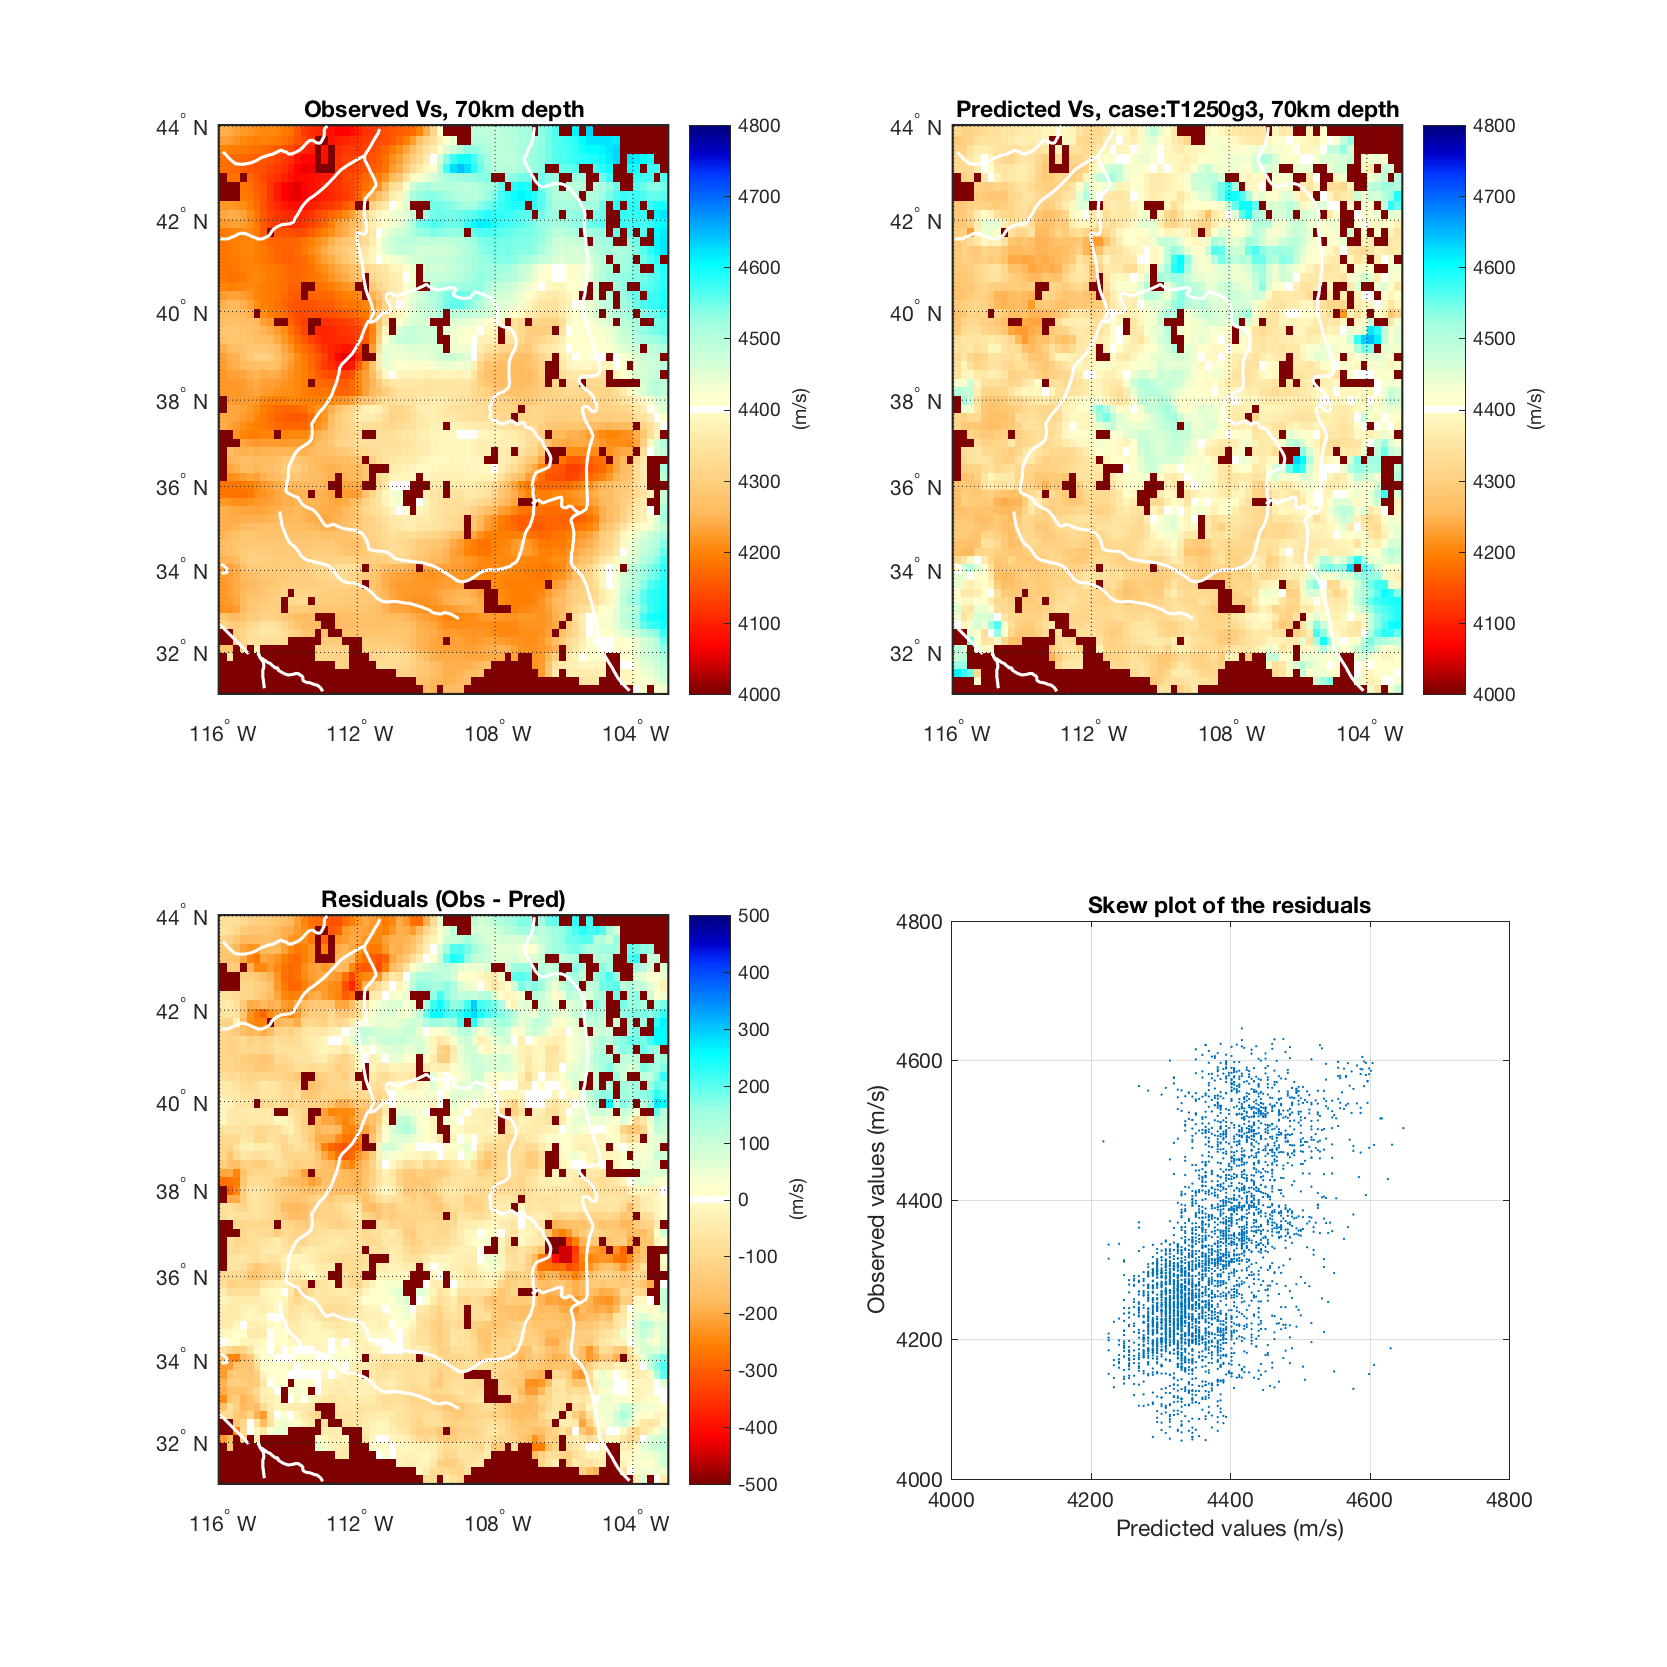 Observed Vs, 70km depth
44° N
42° N
40° N
38° N
36° N
34° N
32° N
116° W
112° W
108° W
104° W
4800
4700
4600
4500
4400
4300
4200
4100
4000
(m/s)
Predicted Vs, case:T1250g3, 70km depth
44° N
42° N
40° N
38° N
36° N
34° N
32° N
116° W
112° W
108° W
104° W
4800
4700
4600
4500
4400
4300
4200
4100
4000
(m/s)
Residuals (Obs - Pred)
44° N
42° N
40° N
38° N
36° N
34° N
32° N
116° W
112° W
108° W
104° W
500
400
300
200
100
0
-100
-200
-300
-400
-500
(m/s)
Skew plot of the residuals
4800
4600
4400
4200
4000
Observed values (m/s)
4000
4200
4400
4600
4800
Predicted values (m/s)